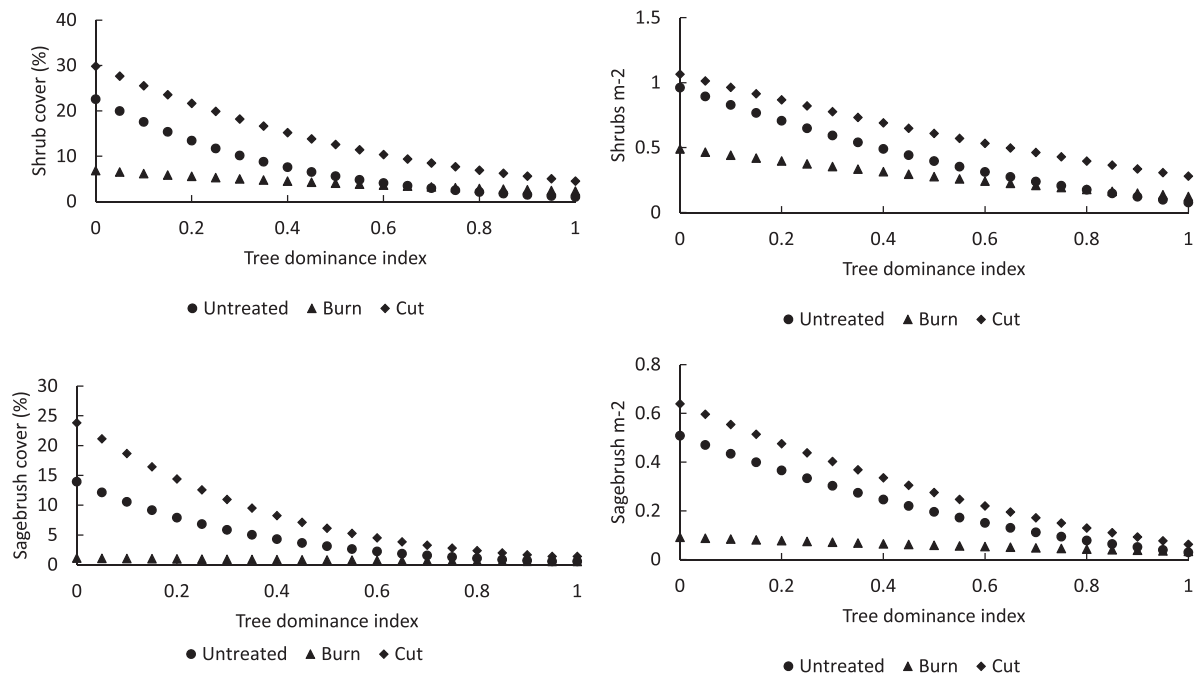 Shrub cover (%)
40
30
20
10
0
0 0.2 0.4 0.6 0.8 1
Tree dominance index
Untreated Burn Cut
Shrubs m-2
1.5
1
0.5
0
0 0.2 0.4 0.6 0.8 1
Tree dominance index
Untreated Burn Cut
Sagebrush cover (%)
30
25
20
15
10
5
0
0 0.2 0.4 0.6 0.8 1
Tree dominance index
Untreated Burn Cut
Sagebrush m-2
0.8
0.6
0.4
0.2
0
0 0.2 0.4 0.6 0.8 1
Tree dominance index
Untreated Burn Cut